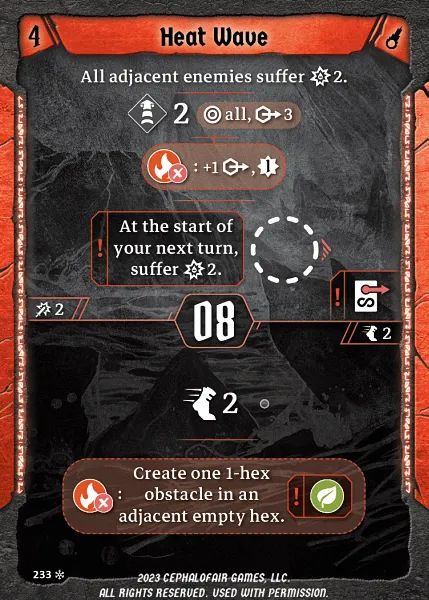 4 Heat Wave
All adjacent enemies suffer 2.
2 all, 3
: +1 , 1
At the start of
your next turn,
suffer 2.
! S
2 08
2
2
Create one 1-hex
: obstacle in an !
adjacent empty hex.
233
2023 CEPHALOFAIR GAMES, LLC.
ALL RIGHTS RESERVED. USED WITH PERMISSION.